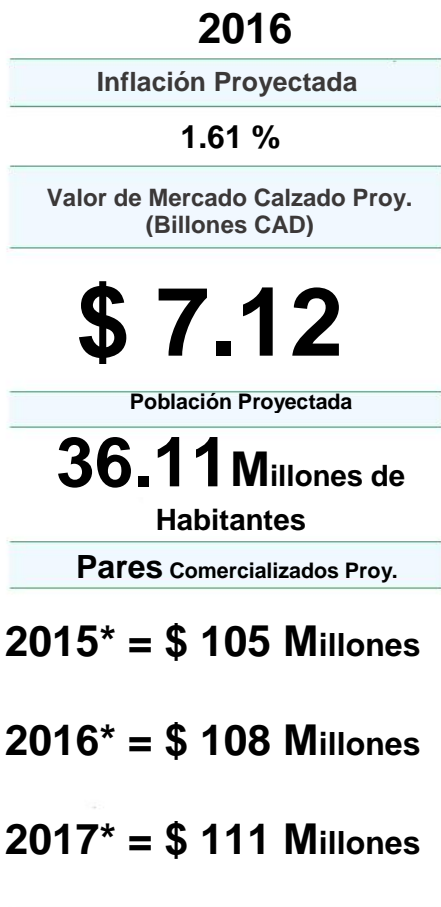 2016
Inflación Proyectada
1.61 %
Valor de Mercado Calzado Proy.
(Billones CAD)
$ 7.12
Población Proyectada
36.11 Millones de
Habitantes
Pares Comercializados Proy.
2015* = $ 105 Millones
2016* = $ 108 Millones
2017* = $ 111 Millones